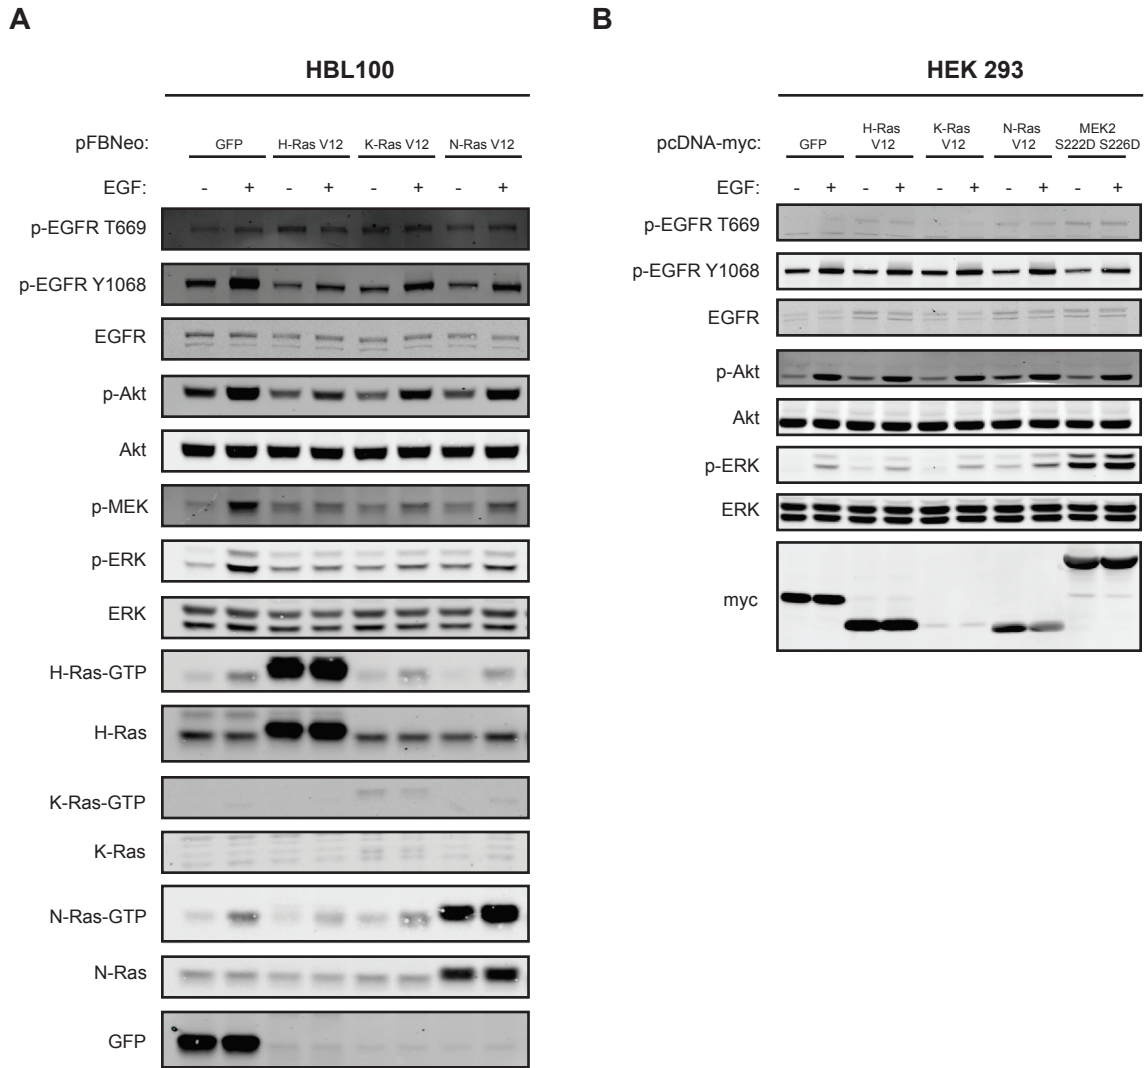 A
HBL100
pFBNeo: GFP H-Ras V12 K-Ras V12 N-Ras V12
EGF: - + - + - + - +
p-EGFR T669
p-EGFR Y1068
EGFR
p-Akt
Akt
p-MEK
p-ERK
ERK
H-Ras-GTP
H-Ras
K-Ras-GTP
K-Ras
N-Ras-GTP
N-Ras
GFP
B
HEK 293
pcDNA-myc: GFP H-Ras V12 K-Ras V12 N-Ras V12 MEK2 S222D S226D
EGF: - + - + - + - + - +
p-EGFR T669
p-EGFR Y1068
EGFR
p-Akt
Akt
p-ERK
ERK
myc